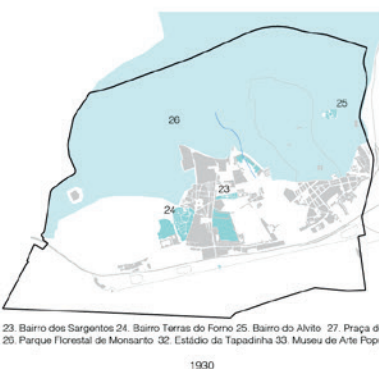 25
26
23
24
23. Bairro dos Sargentos 24. Bairro Terras do Forno 25. Bairro do Alvito 27. Praça d
26. Parque Florestal de Monsanto 32. Estádio da Tapadinha 33. Museu de Arte Pop
1930